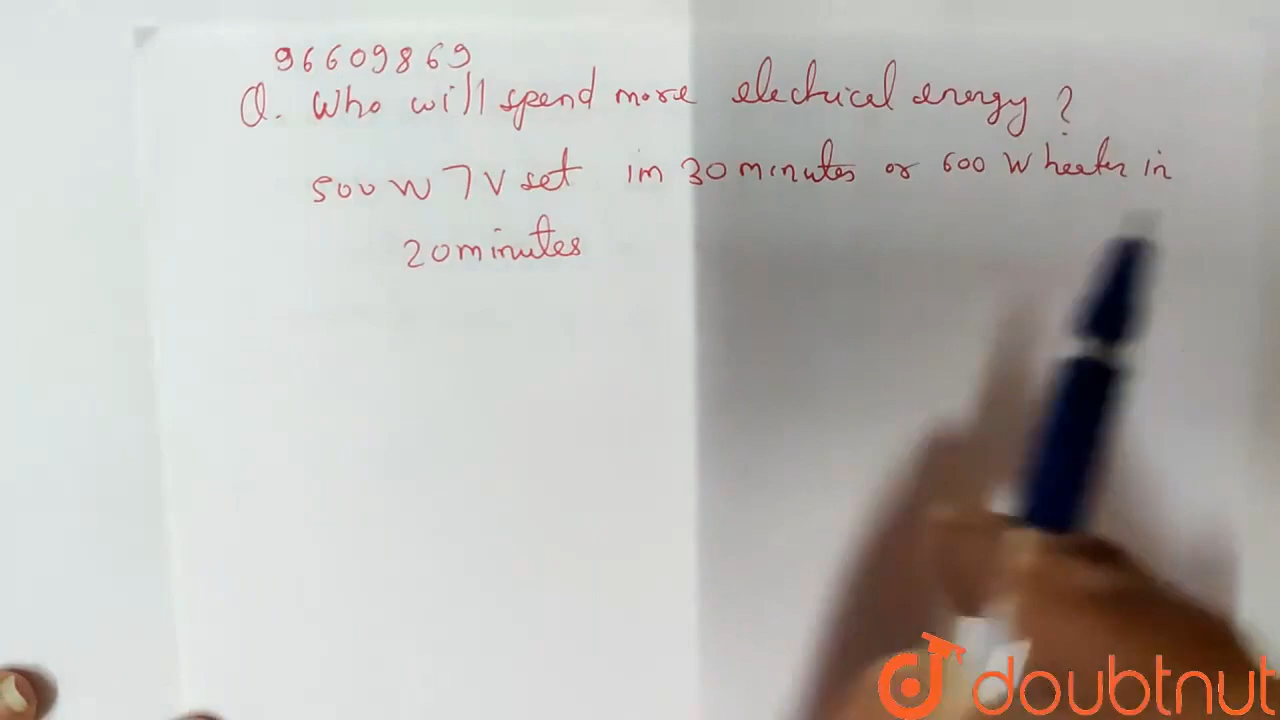 96609869
Q. Who will spend more electrical energy ?
500 W TV set in 30 minutes or 600 W heater in
20 minutes
doubtnut